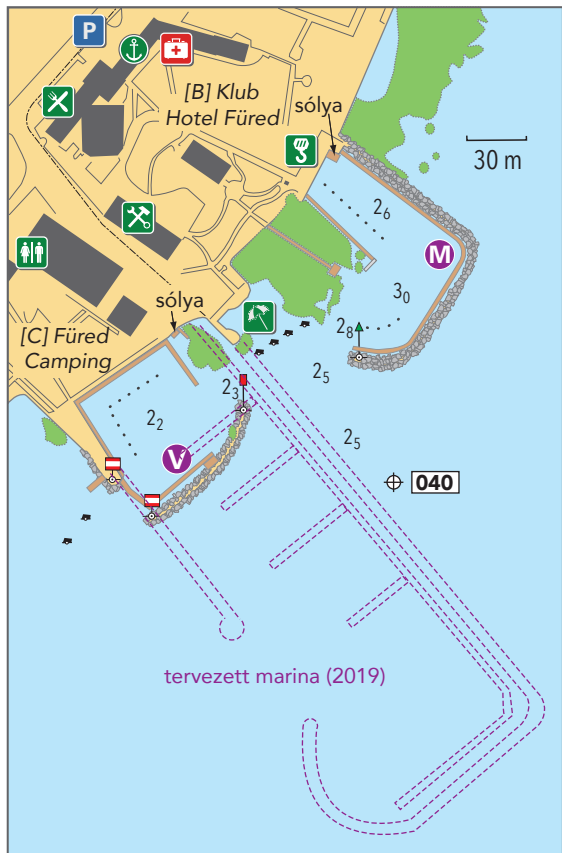 P
[B] Klub
Hotel Füred
sólya
30 m
2₆
M
3₀
sólya
2₈
[C] Füred
Camping
2₅
2₃
2₂
2₅
V
040
tervezett marina (2019)